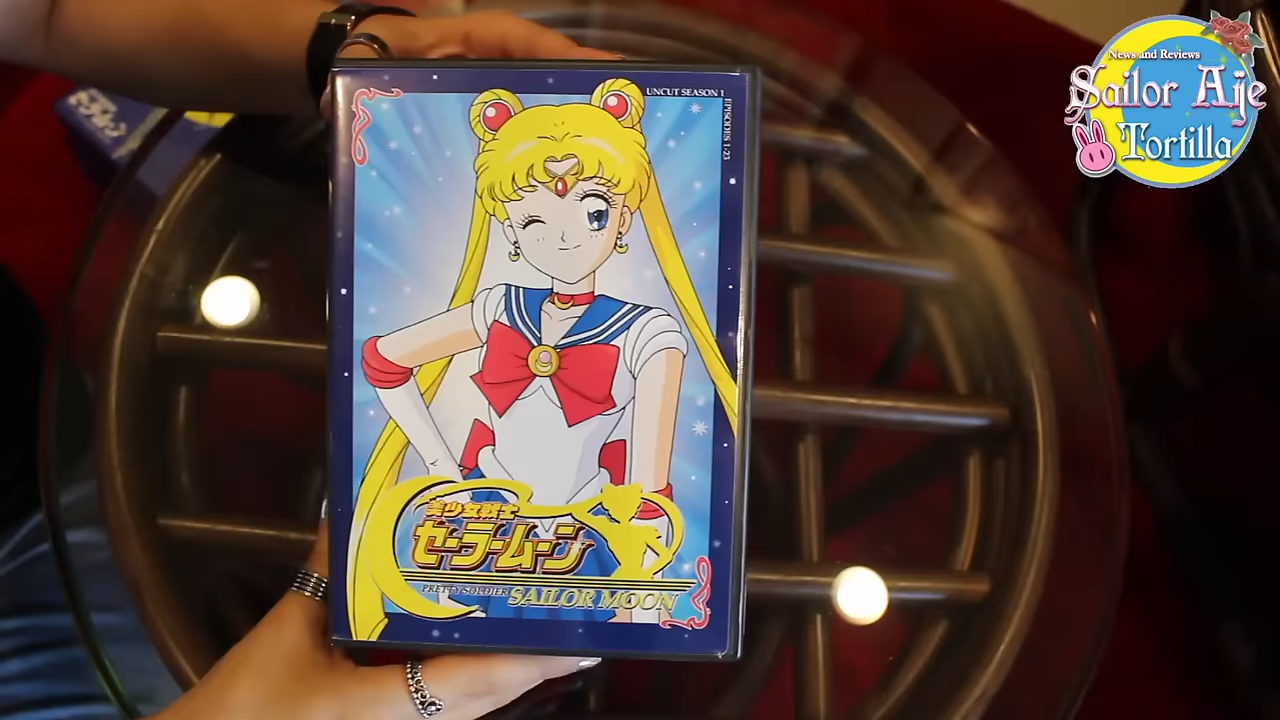 UNCUT SEASON 1
EPISODES 1-23
美少女戦士
セーラームーン
PRETTY SOLDIER
SAILOR MOON
News and Reviews
Sailor Aje
Tortilla